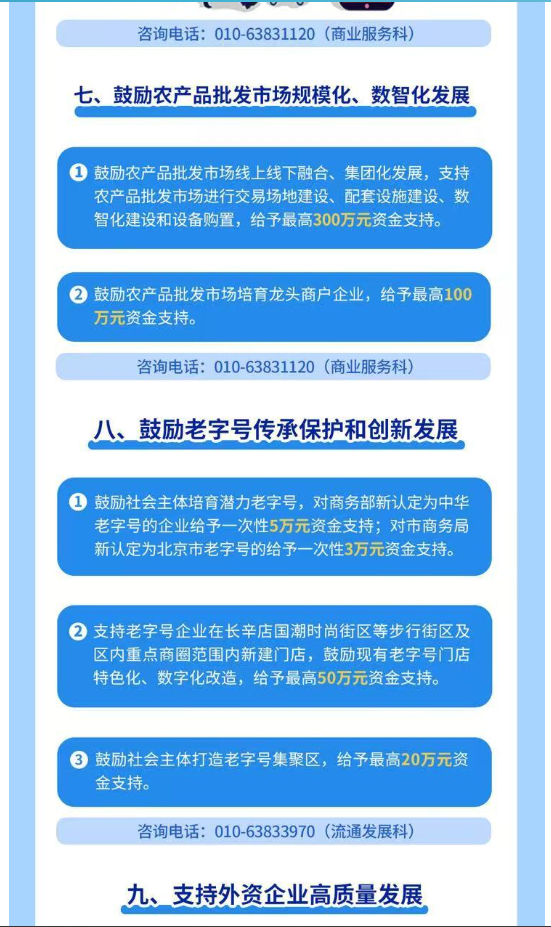 咨询电话：010-63831120（商业服务科）
七、鼓励农产品批发市场规模化、数智化发展
1 鼓励农产品批发市场线上线下融合、集团化发展，支持
农产品批发市场进行交易场地建设、配套设施建设、数
智化建设和设备购置，给予最高300万元资金支持。
2 鼓励农产品批发市场培育龙头商户企业，给予最高100
万元资金支持。
咨询电话：010-63831120（商业服务科）
八、鼓励老字号传承保护和创新发展
1 鼓励社会主体培育潜力老字号，对商务部新认定为中华
老字号的企业给予一次性5万元资金支持；对市商务局
新认定为北京市老字号的给予一次性3万元资金支持。
2 支持老字号企业在长辛店国潮时尚街区等步行街区及
区内重点商圈范围内新建门店，鼓励现有老字号门店
特色化、数字化改造，给予最高50万元资金支持。
3 鼓励社会主体打造老字号集聚区，给予最高20万元资
金支持。
咨询电话：010-63833970（流通发展科）
九、支持外资企业高质量发展